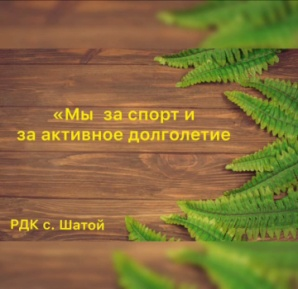 «Мы за спорт и
за активное долголетие
РДК с. Шатой